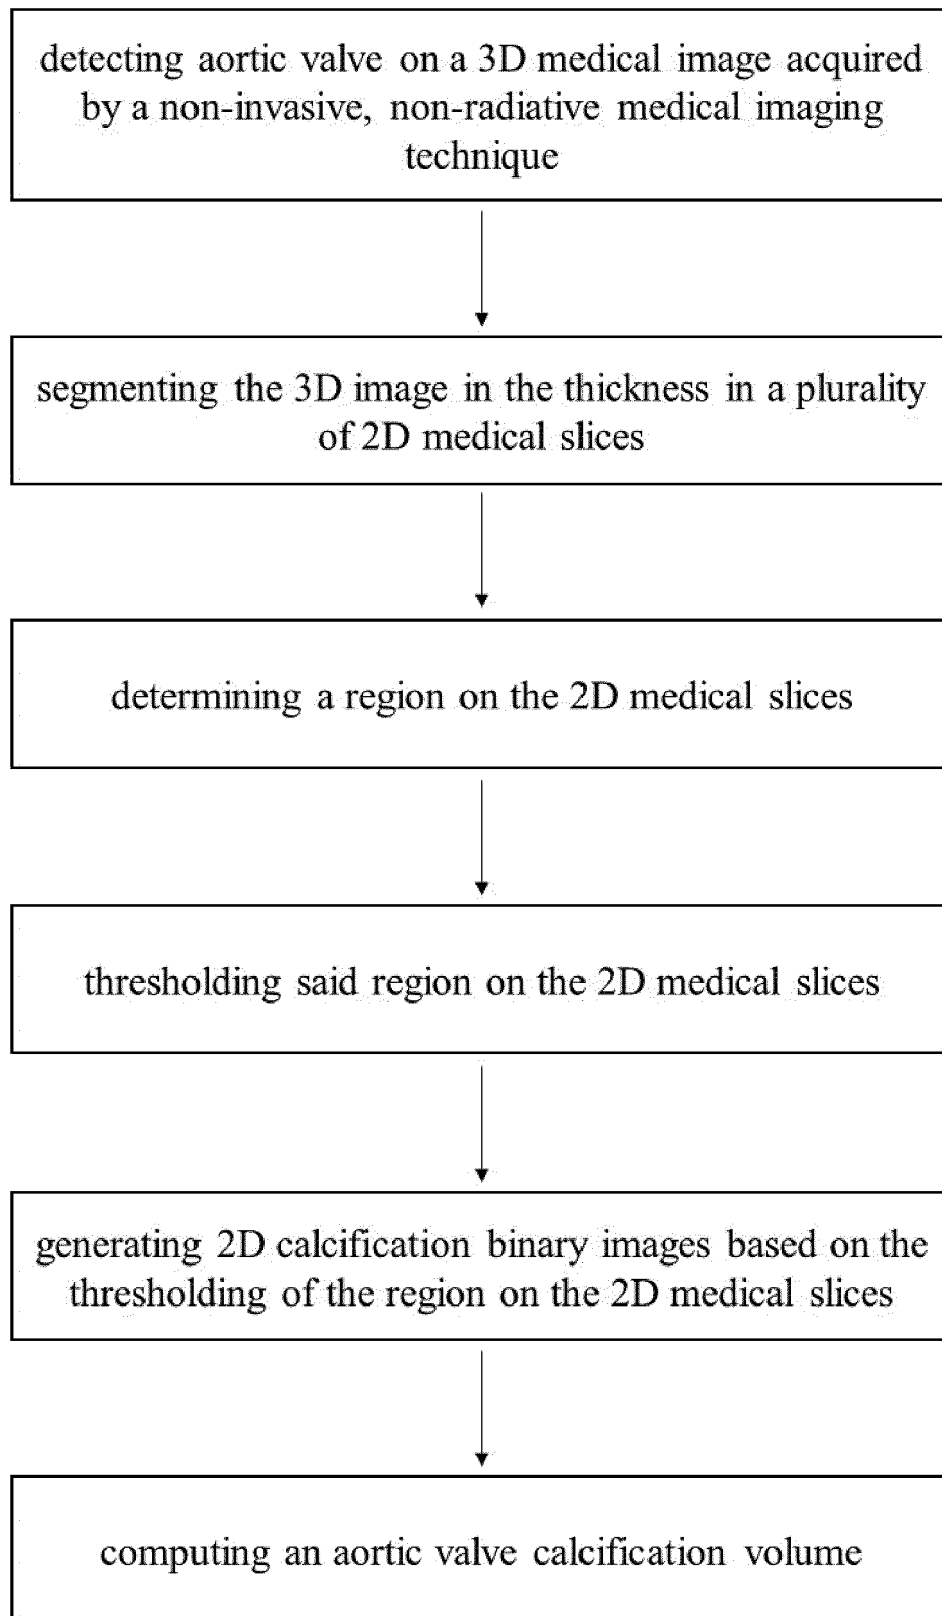 detecting aortic valve on a 3D medical image acquired
by a non-invasive, non-radiative medical imaging
technique
segmenting the 3D image in the thickness in a plurality
of 2D medical slices
determining a region on the 2D medical slices
thresholding said region on the 2D medical slices
generating 2D calcification binary images based on the
thresholding of the region on the 2D medical slices
computing an aortic valve calcification volume